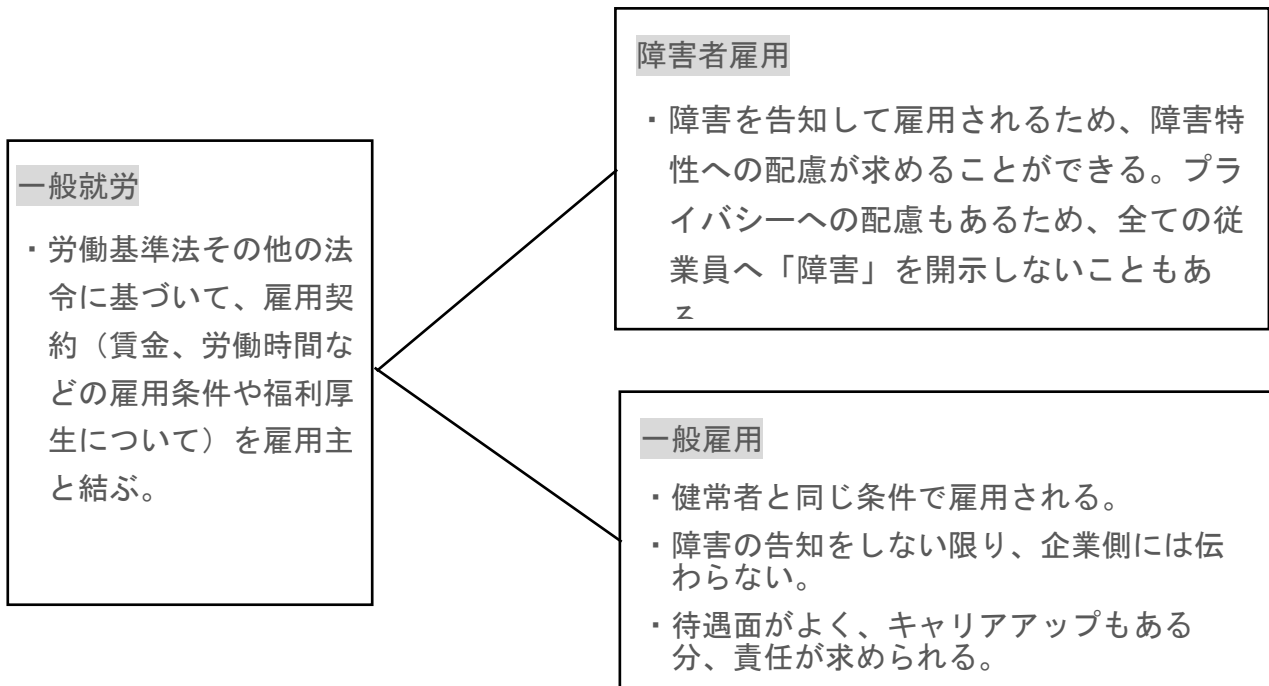 一般就労
・労働基準法その他の法
令に基づいて、雇用契
約（賃金、労働時間な
どの雇用条件や福利厚
生について）を雇用主
と結ぶ。
障害者雇用
・障害を告知して雇用されるため、障害特
性への配慮が求めることができる。プラ
イバシーへの配慮もあるため、全ての従
業員へ「障害」を開示しないこともあ
一般雇用
・健常者と同じ条件で雇用される。
・障害の告知をしない限り、企業側には伝
わらない。
・待遇面がよく、キャリアアップもある
分、責任が求められる。